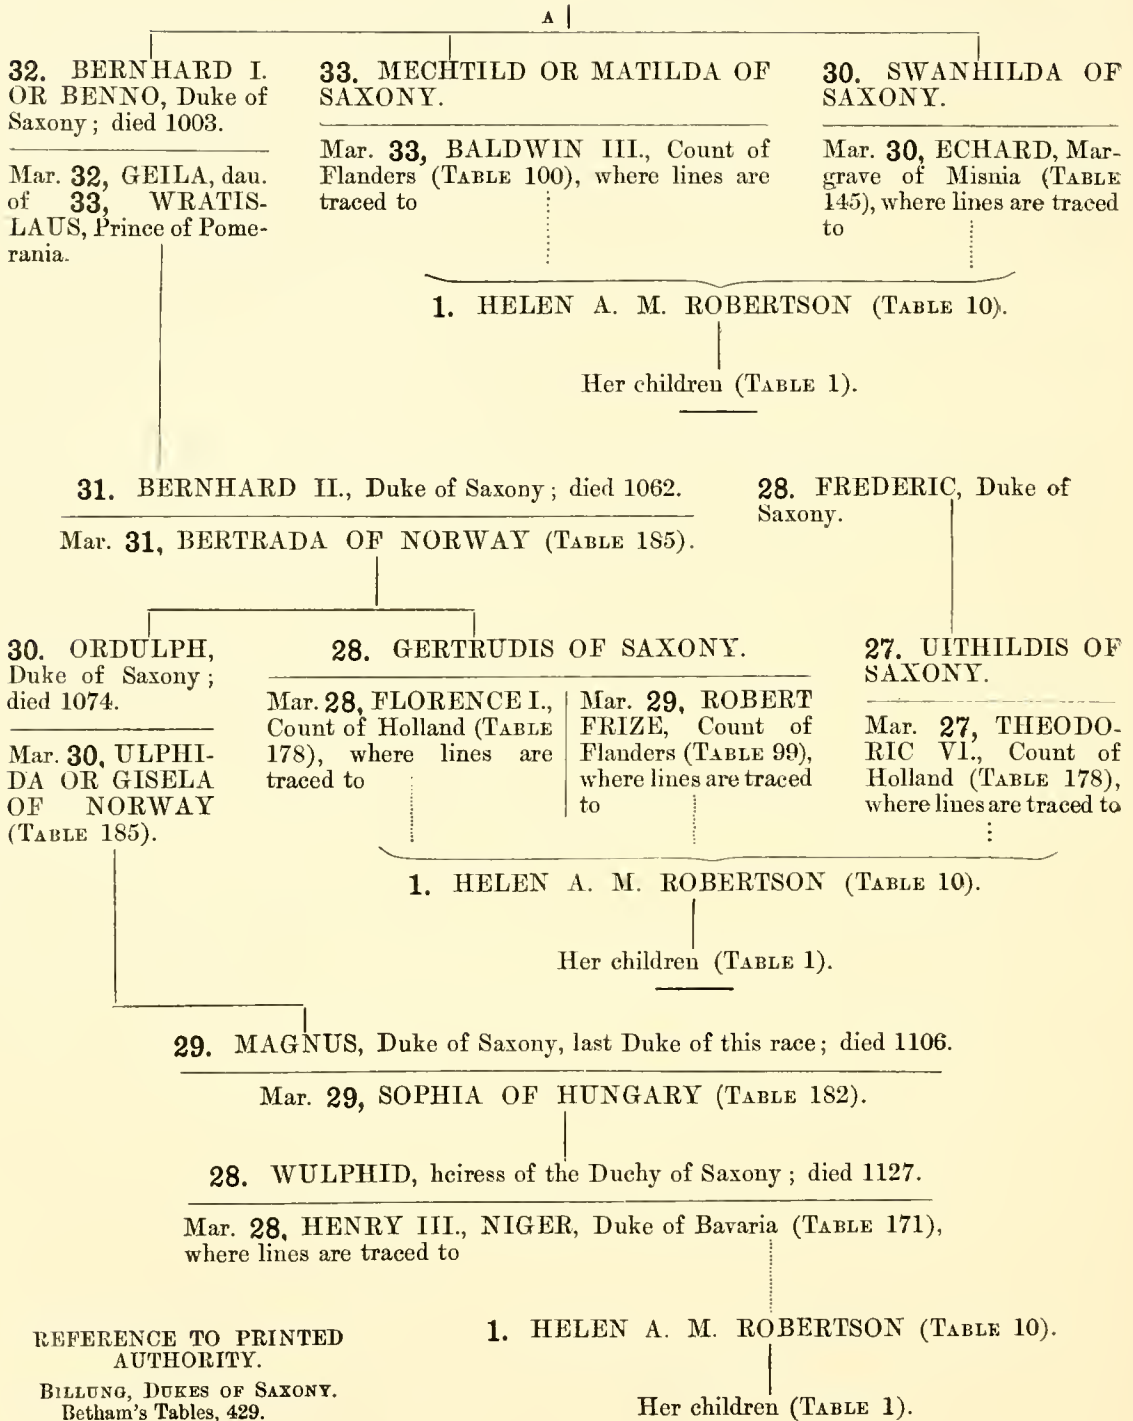 A
32. BERNHARD I.
OR BENNO, Duke of
Saxony; died 1003.
Mar. 32, GEILA, dau.
of 33, WRATIS-
LAUS, Prince of Pome-
rania.
33. MECHTILD OR MATILDA OF
SAXONY.
Mar. 33, BALDWIN III., Count of
Flanders (TABLE 100), where lines are
traced to
30. SWANHILDA OF
SAXONY.
Mar. 30, ECHARD, Mar-
grave of Misnia (TABLE
145), where lines are traced
to
1. HELEN A. M. ROBERTSON (TABLE 10).
Her children (TABLE 1).
31. BERNHARD II., Duke of Saxony; died 1062.
Mar. 31, BERTRADA OF NORWAY (TABLE 185).
28. FREDERIC, Duke of
Saxony.
30. ORDULPH,
Duke of Saxony;
died 1074.
Mar. 30, ULPHI-
DA OR GISELA
OF NORWAY
(TABLE 185).
28. GERTRUDIS OF SAXONY.
Mar. 28, FLORENCE I.,
Count of Holland (TABLE
178), where lines are
traced to
Mar. 29, ROBERT
FRIZE, Count of
Flanders (TABLE 99),
where lines are traced
to
27. UITHILDIS OF
SAXONY.
Mar. 27, THEODO-
RIC VI., Count of
Holland (TABLE 178),
where lines are traced to
1. HELEN A. M. ROBERTSON (TABLE 10).
Her children (TABLE 1).
29. MAGNUS, Duke of Saxony, last Duke of this race; died 1106.
Mar. 29, SOPHIA OF HUNGARY (TABLE 182).
28. WULPHID, heiress of the Duchy of Saxony; died 1127.
Mar. 28, HENRY III., NIGER, Duke of Bavaria (TABLE 171),
where lines are traced to
1. HELEN A. M. ROBERTSON (TABLE 10).
Her children (TABLE 1).
REFERENCE TO PRINTED
AUTHORITY.
BILLUNG, DUKES OF SAXONY.
Betham's Tables, 429.